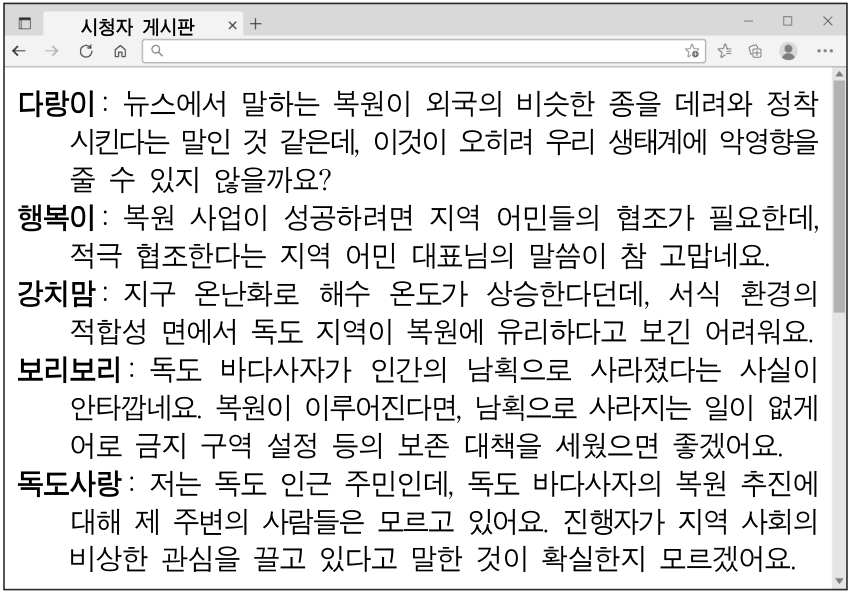 시청자 게시판
다랑이 : 뉴스에서 말하는 복원이 외국의 비슷한 종을 데려와 정착
시킨다는 말인 것 같은데, 이것이 오히려 우리 생태계에 악영향을
줄 수 있지 않을까요?
행복이 : 복원 사업이 성공하려면 지역 어민들의 협조가 필요한데,
적극 협조한다는 지역 어민 대표님의 말씀이 참 고맙네요.
강치맘 : 지구 온난화로 해수 온도가 상승한다던데, 서식 환경의
적합성 면에서 독도 지역이 복원에 유리하다고 보긴 어려워요.
보리보리 : 독도 바다사자가 인간의 남획으로 사라졌다는 사실이
안타깝네요. 복원이 이루어진다면, 남획으로 사라지는 일이 없게
어로 금지 구역 설정 등의 보존 대책을 세웠으면 좋겠어요.
독도사랑 : 저는 독도 인근 주민인데, 독도 바다사자의 복원 추진에
대해 제 주변의 사람들은 모르고 있어요. 진행자가 지역 사회의
비상한 관심을 끌고 있다고 말한 것이 확실한지 모르겠어요.